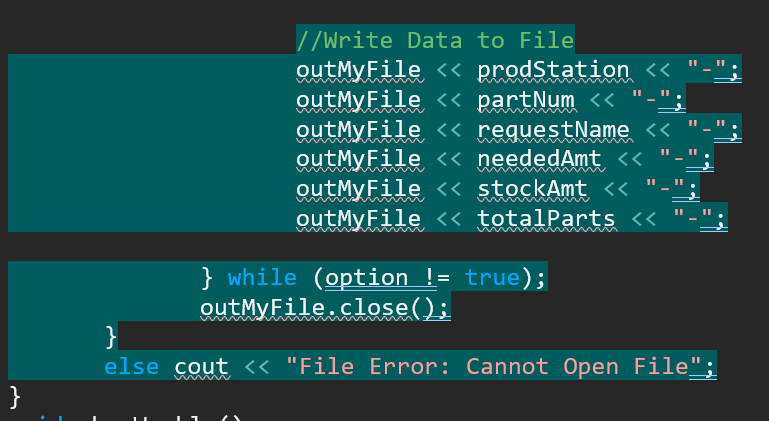 //Write Data to File
outMyFile << prodStation << "-";
outMyFile << partNum << "-";
outMyFile << requestName << "-";
outMyFile << neededAmt << "-";
outMyFile << stockAmt << "-";
outMyFile << totalParts << "-";
} while (option != true);
outMyFile.close();
}
else cout << "File Error: Cannot Open File";
}